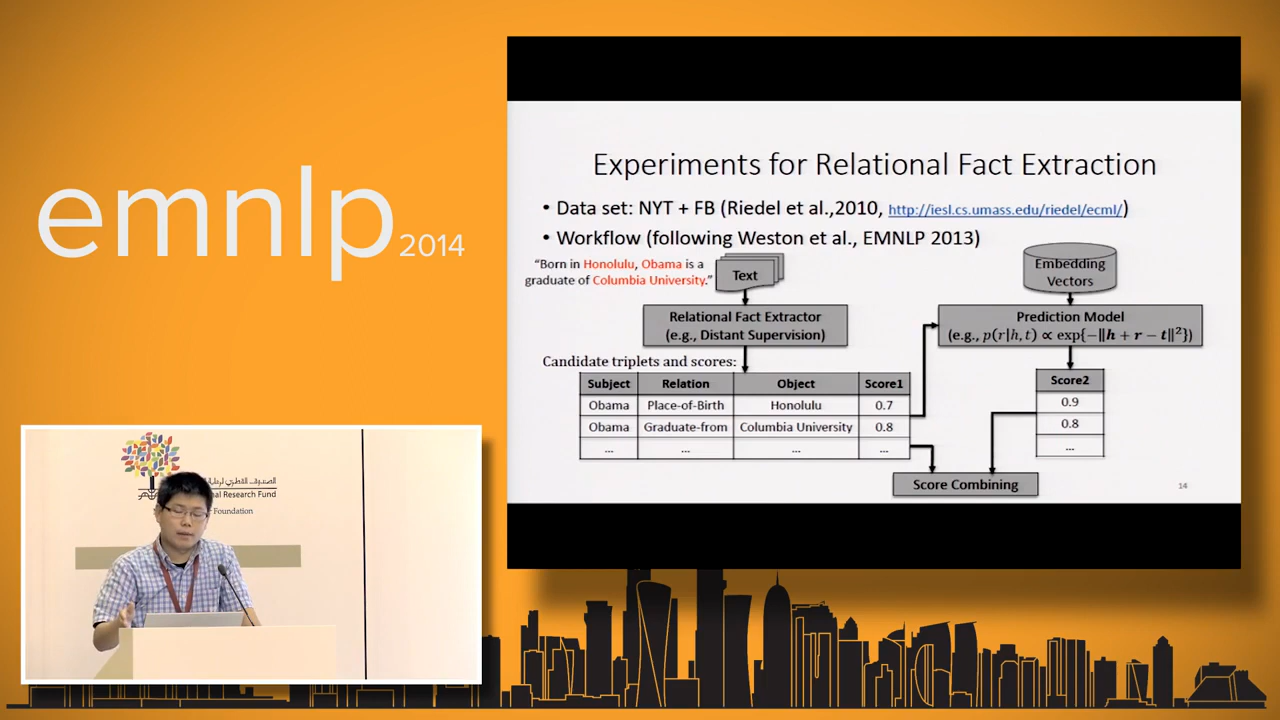 emnlp 2014
Experiments for Relational Fact Extraction
• Data set: NYT + FB (Riedel et al.,2010, http://iesl.cs.umass.edu/riedel/ecml/)
• Workflow (following Weston et al., EMNLP 2013)
“Born in Honolulu, Obama is a
graduate of Columbia University.”
Text
Embedding
Vectors
Relational Fact Extractor
(e.g., Distant Supervision)
Prediction Model
(e.g., p(r|h, t) ∝ exp{−‖h + r − t‖²})
Candidate triplets and scores:
Subject Relation Object Score1
Obama Place-of-Birth Honolulu 0.7
Obama Graduate-from Columbia University 0.8
... ... ... ...
Score2
0.9
0.8
...
Score Combining
14
الصندوق القطري
nal Research Fund
Foundation